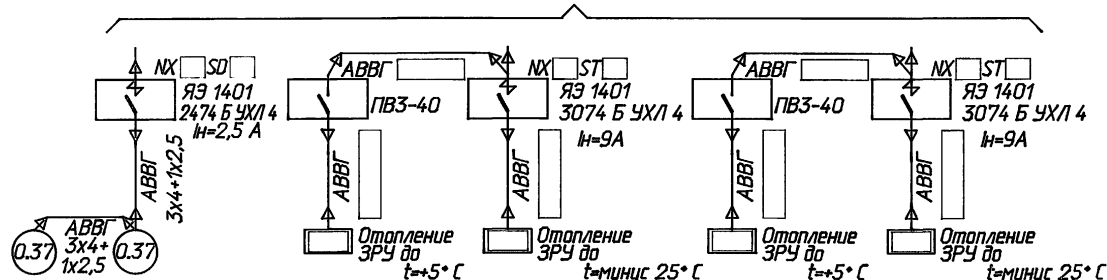 NX SD
ЯЭ 1401
2474 Б УХЛ 4
Iн=2,5 А
АВВГ
3х4+1х2,5
0.37
АВВГ
3х4+
1х2,5
0.37
АВВГ
ПВЗ-40
АВВГ
Отопление
ЗРУ до
t=+5° С
NX ST
ЯЭ 1401
3074 Б УХЛ 4
Iн=9А
АВВГ
Отопление
ЗРУ до
t=минус 25° С
АВВГ
ПВЗ-40
АВВГ
Отопление
ЗРУ до
t=+5° С
NX ST
ЯЭ 1401
3074 Б УХЛ 4
Iн=9А
АВВГ
Отопление
ЗРУ до
t=минус 25° С